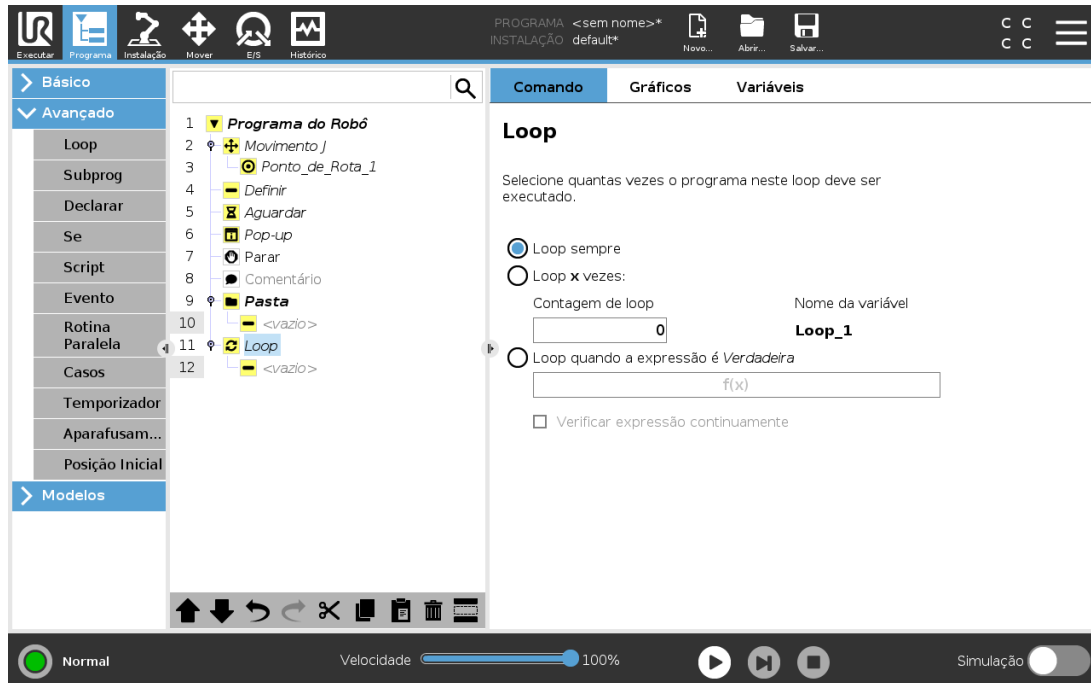 Executar
Programa
Instalação
Mover
E/S
Histórico
PROGRAMA <sem nome>*
INSTALAÇÃO default*
Novo...
Abrir...
Salvar...
C C
C C
Básico
Avançado
Loop
Subprog
Declarar
Se
Script
Evento
Rotina
Paralela
Casos
Temporizador
Aparafusam...
Posição Inicial
Modelos
1 Programa do Robô
2 Movimento J
3 Ponto_de_Rota_1
4 Definir
5 Aguardar
6 Pop-up
7 Parar
8 Comentário
9 Pasta
10 <vazio>
11 Loop
12 <vazio>
Comando Gráficos Variáveis
Loop
Selecione quantas vezes o programa neste loop deve ser
executado.
Loop sempre
Loop x vezes:
Contagem de loop Nome da variável
0 Loop_1
Loop quando a expressão é Verdadeira
f(x)
Verificar expressão continuamente
Normal
Velocidade 100%
Simulação